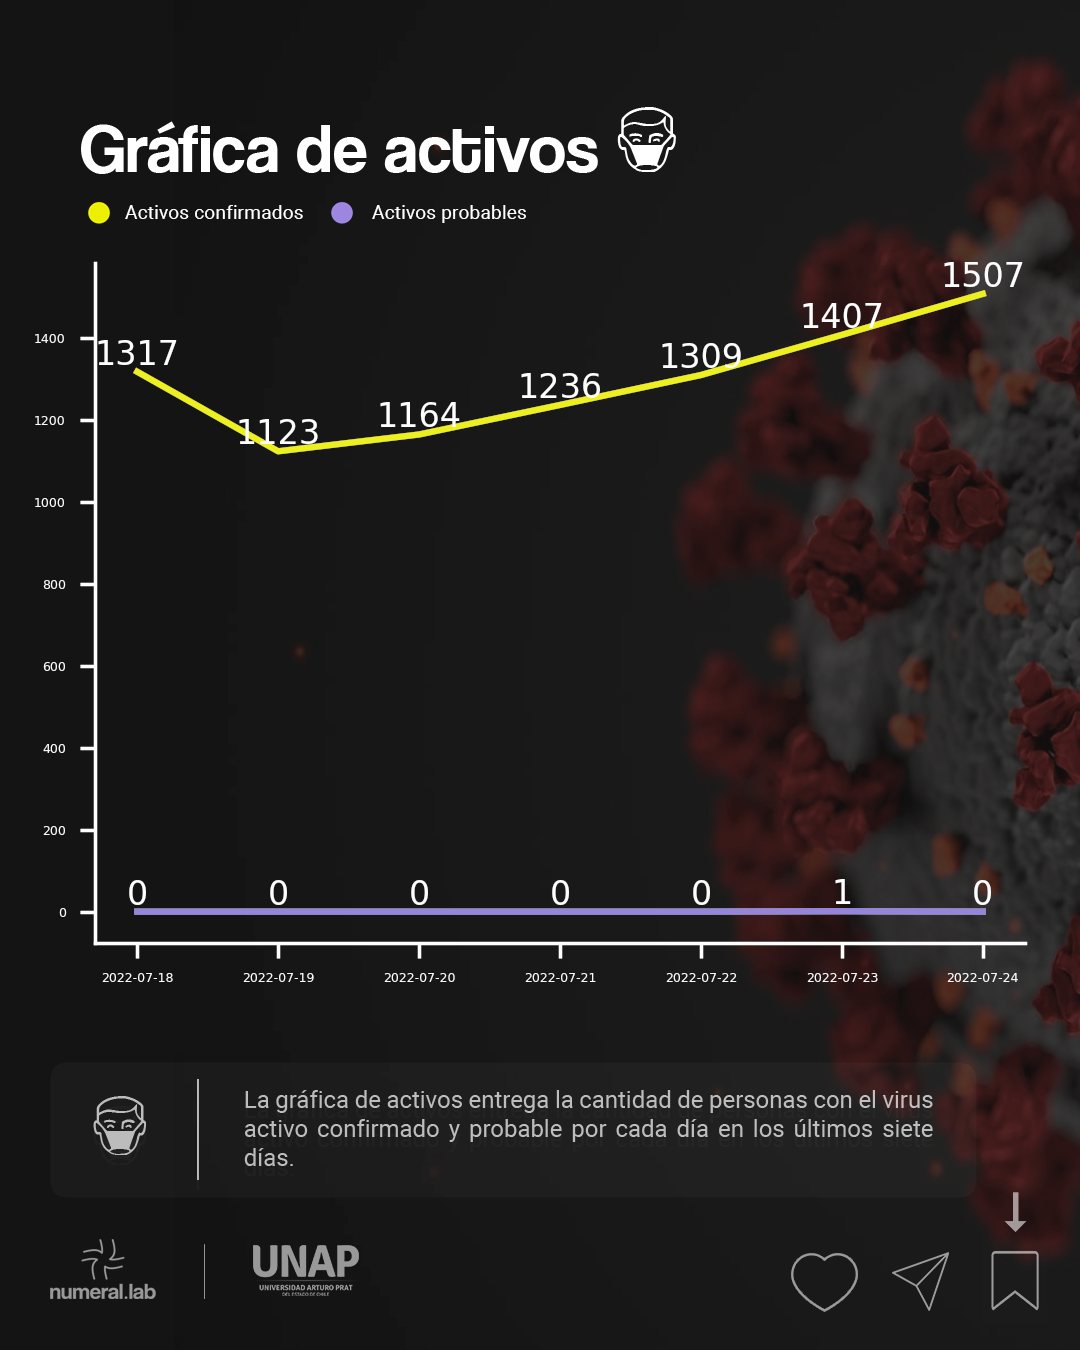 Gráfica de activos
Activos confirmados Activos probables
1507
1407
1400
1317
1309
1236
1200
1164
1123
1000
800
600
400
200
0 0 0 0 0 1 0
0
2022-07-18 2022-07-19 2022-07-20 2022-07-21 2022-07-22 2022-07-23 2022-07-24
La gráfica de activos entrega la cantidad de personas con el virus
activo confirmado y probable por cada día en los últimos siete
días.
numeral.lab
UNAP
UNIVERSIDAD ARTURO PRAT
DEL ESTADO DE CHILE